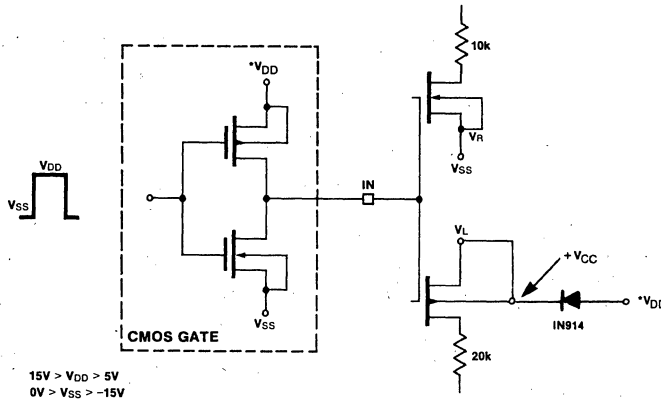 *VDD
10k
VDD
VSS
VR
VSS
IN
VL
+VCC
*VD
IN914
VSS
CMOS GATE
20k
15V > VDD > 5V
0V > VSS > –15V